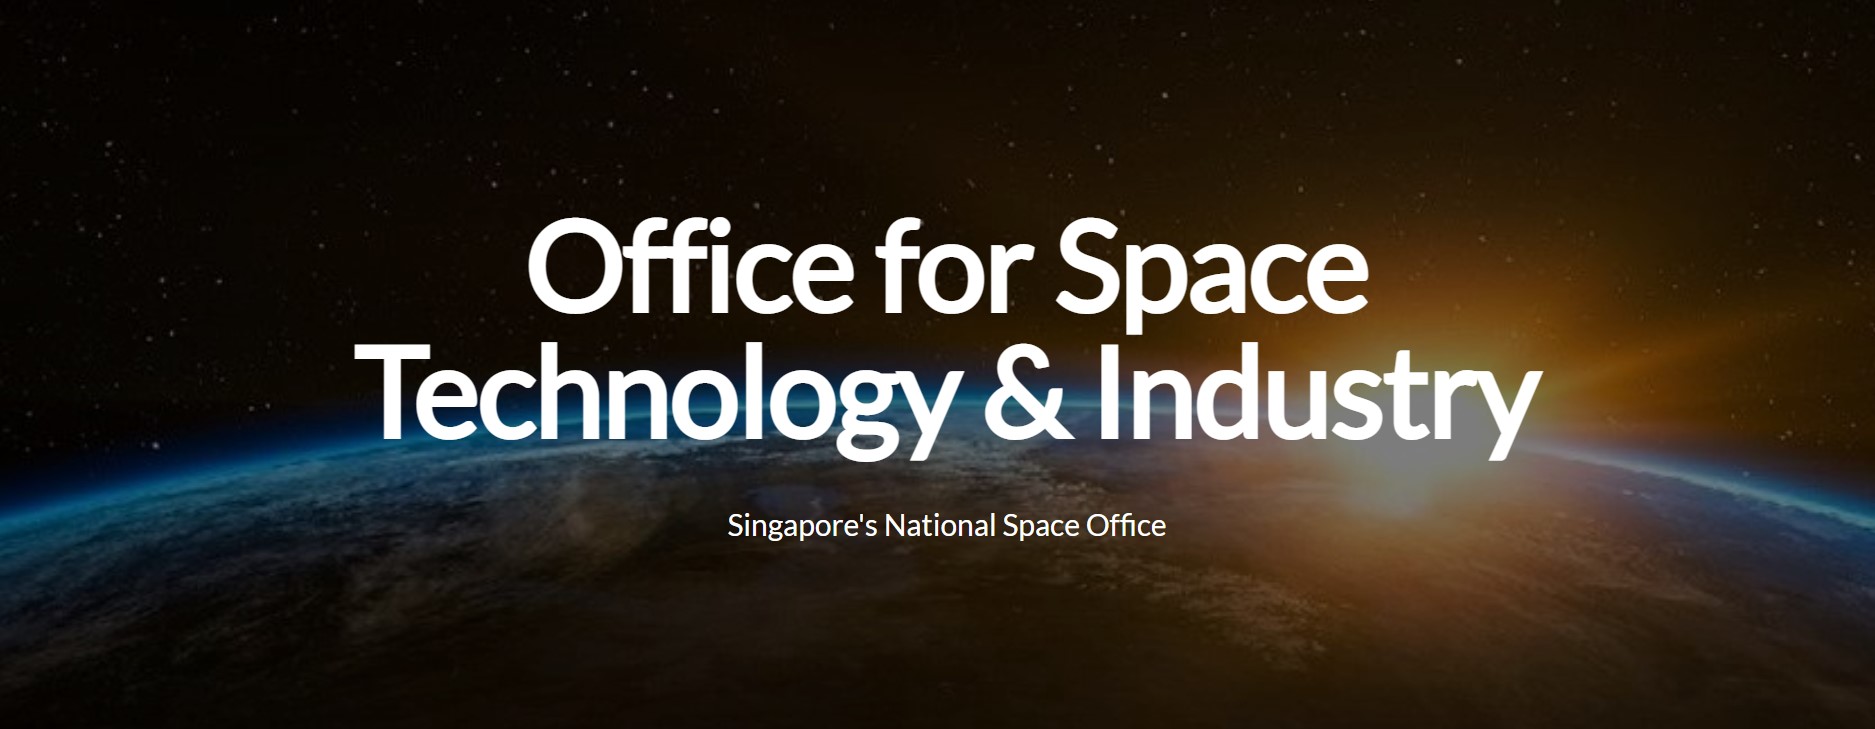 Office for Space
Technology & Industry
Singapore's National Space Office